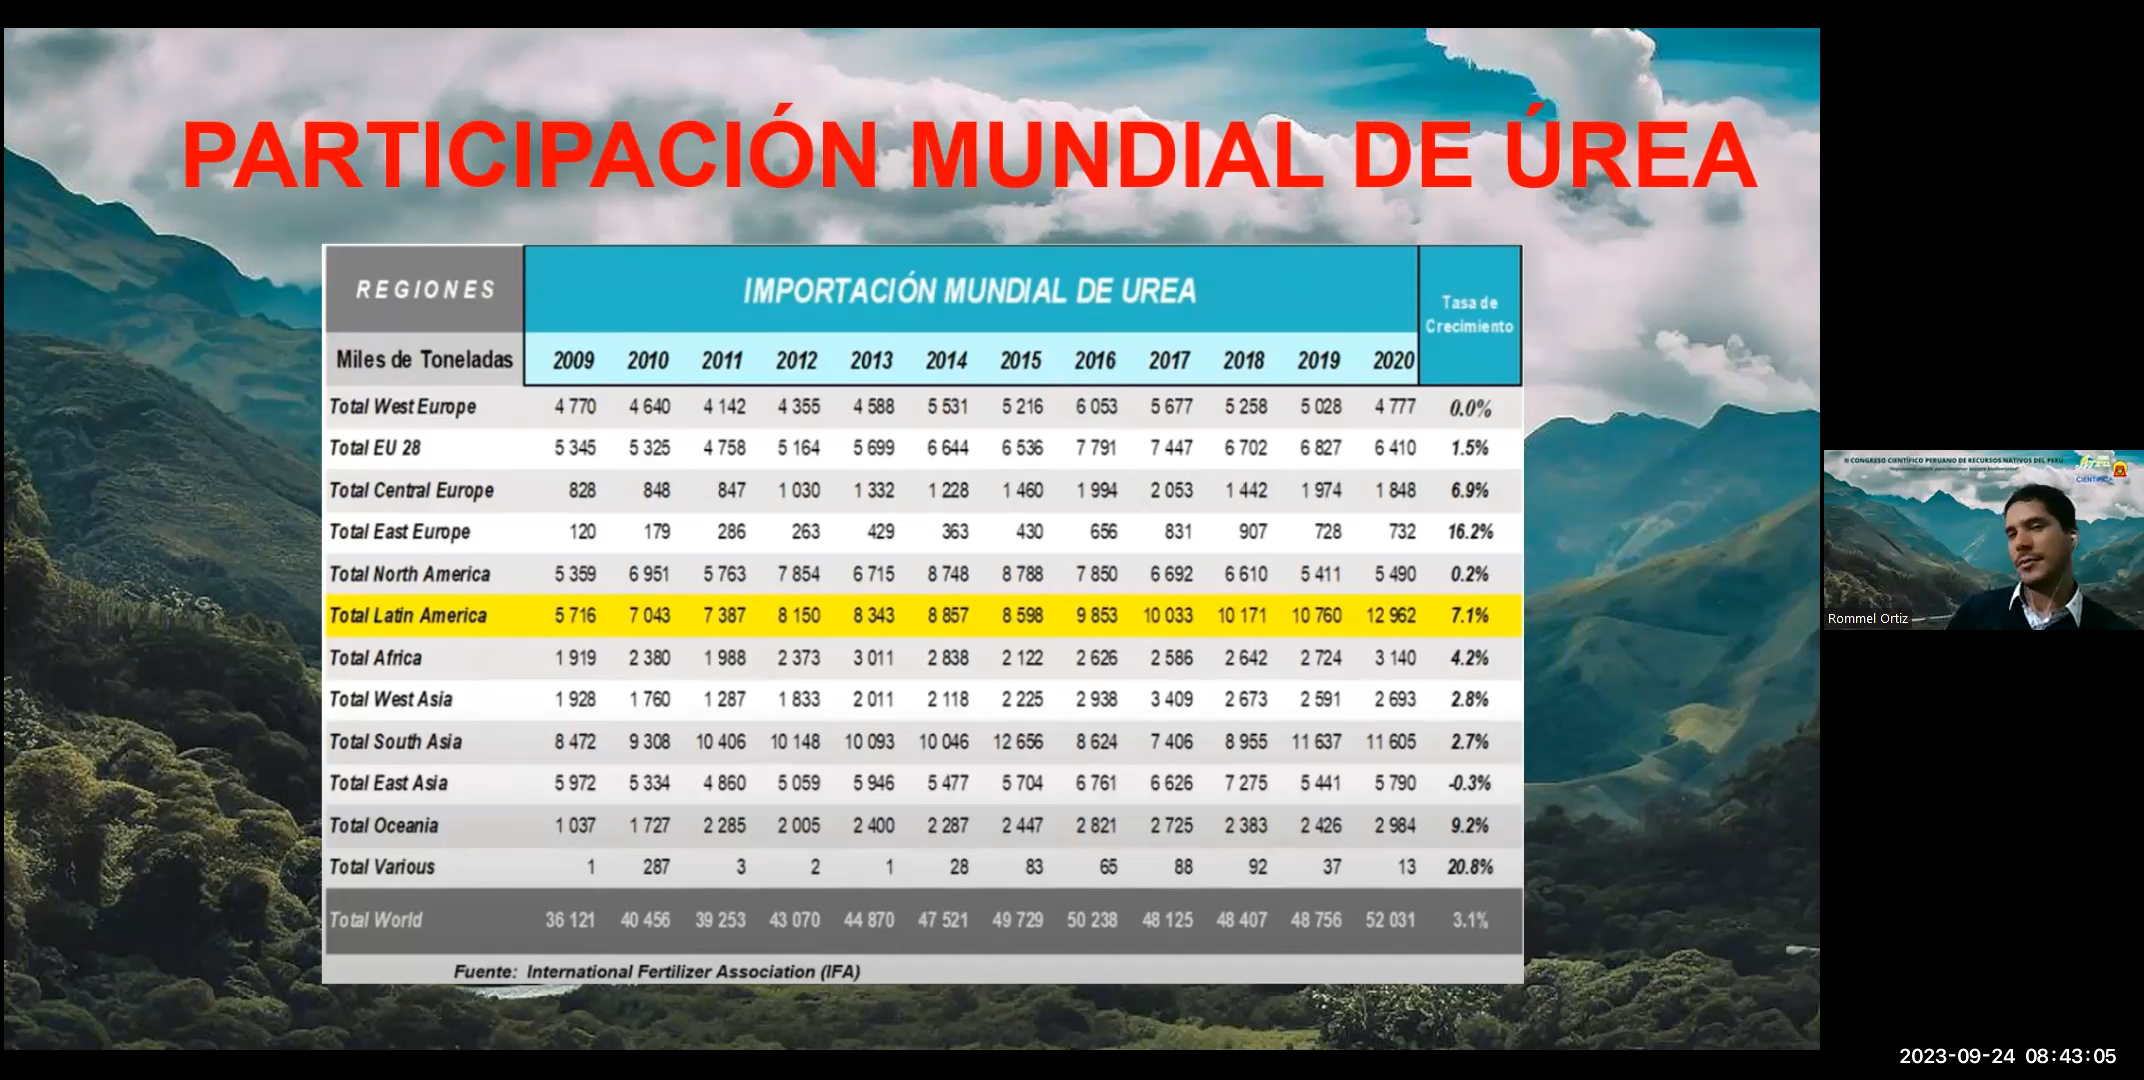 PARTICIPACIÓN MUNDIAL DE ÚREA
REGIONES IMPORTACIÓN MUNDIAL DE UREA Tasa de Crecimiento
Miles de Toneladas 2009 2010 2011 2012 2013 2014 2015 2016 2017 2018 2019 2020
Total West Europe 4 770 4 640 4 142 4 355 4 588 5 531 5 216 6 053 5 677 5 258 5 028 4 777 0.0%
Total EU 28 5 345 5 325 4 758 5 164 5 699 6 644 6 536 7 791 7 447 6 702 6 827 6 410 1.5%
Total Central Europe 828 848 847 1 030 1 332 1 228 1 460 1 994 2 053 1 442 1 974 1 848 6.9%
Total East Europe 120 179 286 263 429 363 430 656 831 907 728 732 16.2%
Total North America 5 359 6 951 5 763 7 854 6 715 8 748 8 788 7 850 6 692 6 610 5 411 5 490 0.2%
Total Latin America 5 716 7 043 7 387 8 150 8 343 8 857 8 598 9 853 10 033 10 171 10 760 12 962 7.1%
Total Africa 1 919 2 380 1 988 2 373 3 011 2 838 2 122 2 626 2 586 2 642 2 724 3 140 4.2%
Total West Asia 1 928 1 760 1 287 1 833 2 011 2 118 2 225 2 938 3 409 2 673 2 591 2 693 2.8%
Total South Asia 8 472 9 308 10 406 10 148 10 093 10 046 12 656 8 624 7 406 8 955 11 637 11 605 2.7%
Total East Asia 5 972 5 334 4 860 5 059 5 946 5 477 5 704 6 761 6 626 7 275 5 441 5 790 -0.3%
Total Oceania 1 037 1 727 2 285 2 005 2 400 2 287 2 447 2 821 2 725 2 383 2 426 2 984 9.2%
Total Various 1 287 3 2 1 28 83 65 88 92 37 13 20.8%
Total World 36 121 40 456 39 253 43 070 44 870 47 521 49 729 50 238 48 125 48 407 48 756 52 031 3.1%
Fuente: International Fertilizer Association (IFA)
II CONGRESO CIENTÍFICO PERUANO DE RECURSOS NATIVOS DEL PERÚ
CIENTÍFICA
Rommel Ortiz
2023-09-24 08:43:05